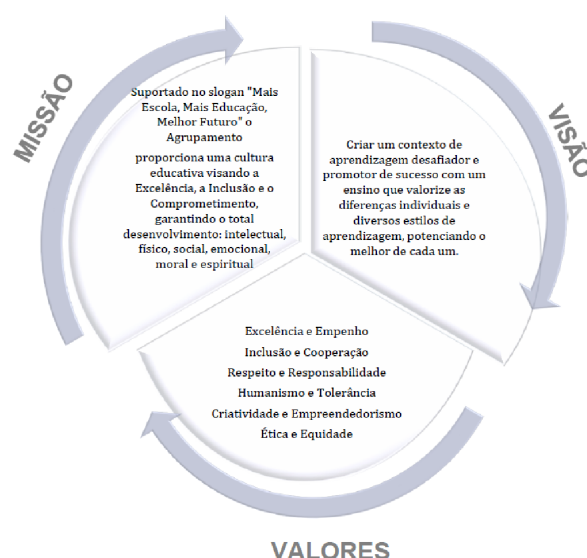 MISSÃO
Suportado no slogan "Mais
Escola, Mais Educação,
Melhor Futuro" o
Agrupamento
proporciona uma cultura
educativa visando a
Excelência, a Inclusão e o
Comprometimento,
garantindo o total
desenvolvimento: intelectual,
físico, social, emocional,
moral e espiritual
VISÃO
Criar um contexto de
aprendizagem desafiador e
promotor de sucesso com um
ensino que valorize as
diferenças individuais e
diversos estilos de
aprendizagem, potenciando o
melhor de cada um.
Excelência e Empenho
Inclusão e Cooperação
Respeito e Responsabilidade
Humanismo e Tolerância
Criatividade e Empreendedorismo
Ética e Equidade
VALORES